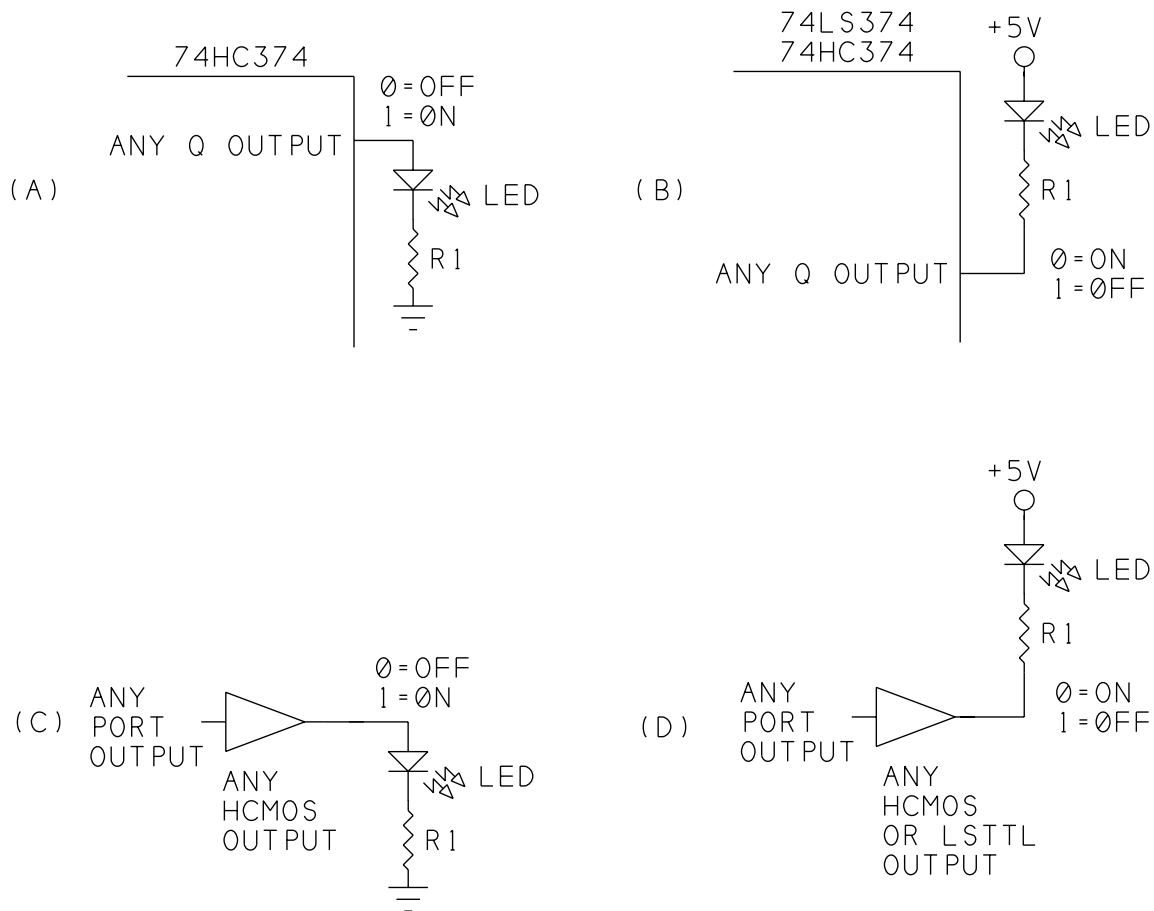 74HC374
0=OFF
1=ON
ANY Q OUTPUT
(A)
LED
R1
74LS374
74HC374
+5V
LED
(B)
R1
ANY Q OUTPUT
0=ON
1=OFF
0=OFF
1=ON
ANY
PORT
OUTPUT
(C)
LED
ANY
HCMOS
OUTPUT
R1
+5V
LED
R1
ANY
PORT
OUTPUT
(D)
0=ON
1=OFF
ANY
HCMOS
OR LSTTL
OUTPUT